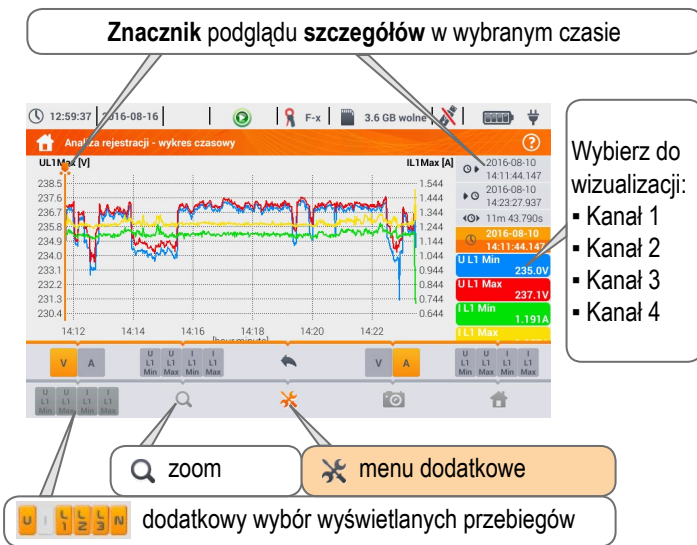 Znacznik podglądu szczegółów w wybranym czasie
12:59:37 2016-08-16 F-x 3.6 GB wolne
Analiza rejestracji - wykres czasowy ?
UL1Max [V] IL1Max [A]
238.5
237.6
236.7
235.8
234.9
234.0
233.1
232.2
231.3
230.4
1.544
1.444
1.344
1.244
1.144
1.044
0.944
0.844
0.744
0.644
14:12 14:14 14:16 14:18 14:20 14:22
[hour:minute]
2016-08-10
14:11:44.147
2016-08-10
14:23:27.937
11m 43.790s
2016-08-10
14:11:44.147
U L1 Min
235.0V
U L1 Max
237.1V
I L1 Min
1.191A
I L1 Max
Wybierz do
wizualizacji:
▪ Kanał 1
▪ Kanał 2
▪ Kanał 3
▪ Kanał 4
V A
U U I I
L1 L1 L1 L1
Min Max Min Max
V A
U U I I
L1 L1 L1 L1
Min Max Min Max
U U I I
L1 L1 L1 L1
Min Max Min Max
zoom
menu dodatkowe
U I L1 L2 L3 N dodatkowy wybór wyświetlanych przebiegów